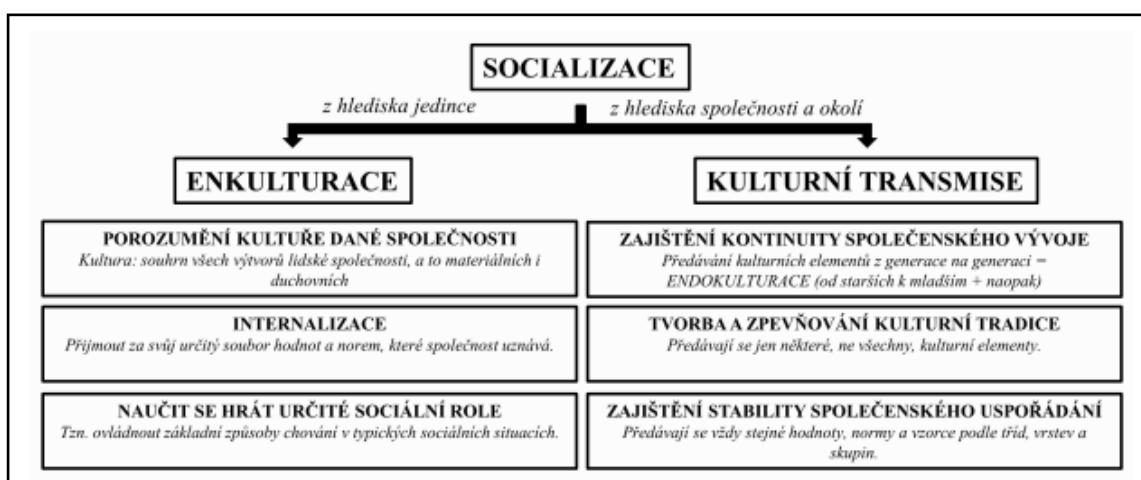 SOCIALIZACE
z hlediska jedince
z hlediska společnosti a okolí
ENKULTURACE
POROZUMĚNÍ KULTUŘE DANÉ SPOLEČNOSTI
Kultura: souhrn všech výtvorů lidské společnosti, a to materiálních i
duchovních
INTERNALIZACE
Přijmout za svůj určitý soubor hodnot a norem, které společnost uznává.
NAUČIT SE HRÁT URČITÉ SOCIÁLNÍ ROLE
Tzn. ovládnout základní způsoby chování v typických sociálních situacích.
KULTURNÍ TRANSMISE
ZAJIŠTĚNÍ KONTINUITY SPOLEČENSKÉHO VÝVOJE
Předávání kulturních elementů z generace na generaci =
ENDOKULTURACE (od starších k mladším + naopak)
TVORBA A ZPEVŇOVÁNÍ KULTURNÍ TRADICE
Předávají se jen některé, ne všechny, kulturní elementy.
ZAJIŠTĚNÍ STABILITY SPOLEČENSKÉHO USPOŘÁDÁNÍ
Předávají se vždy stejné hodnoty, normy a vzorce podle tříd, vrstev a
skupin.